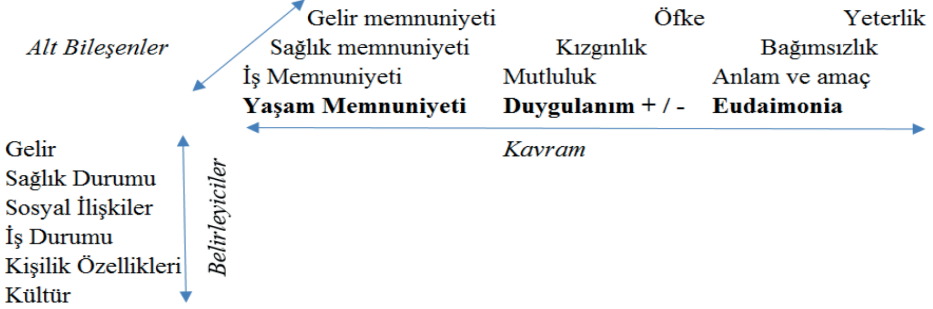 Gelir memnuniyeti Öfke Yeterlik
Alt Bileşenler Sağlık memnuniyeti Kızgınlık Bağımsızlık
İş Memnuniyeti Mutluluk Anlam ve amaç
Yaşam Memnuniyeti Duygulanım + / - Eudaimonia
Kavram
Gelir
Sağlık Durumu
Sosyal İlişkiler
İş Durumu
Kişilik Özellikleri
Kültür
Belirleyiciler